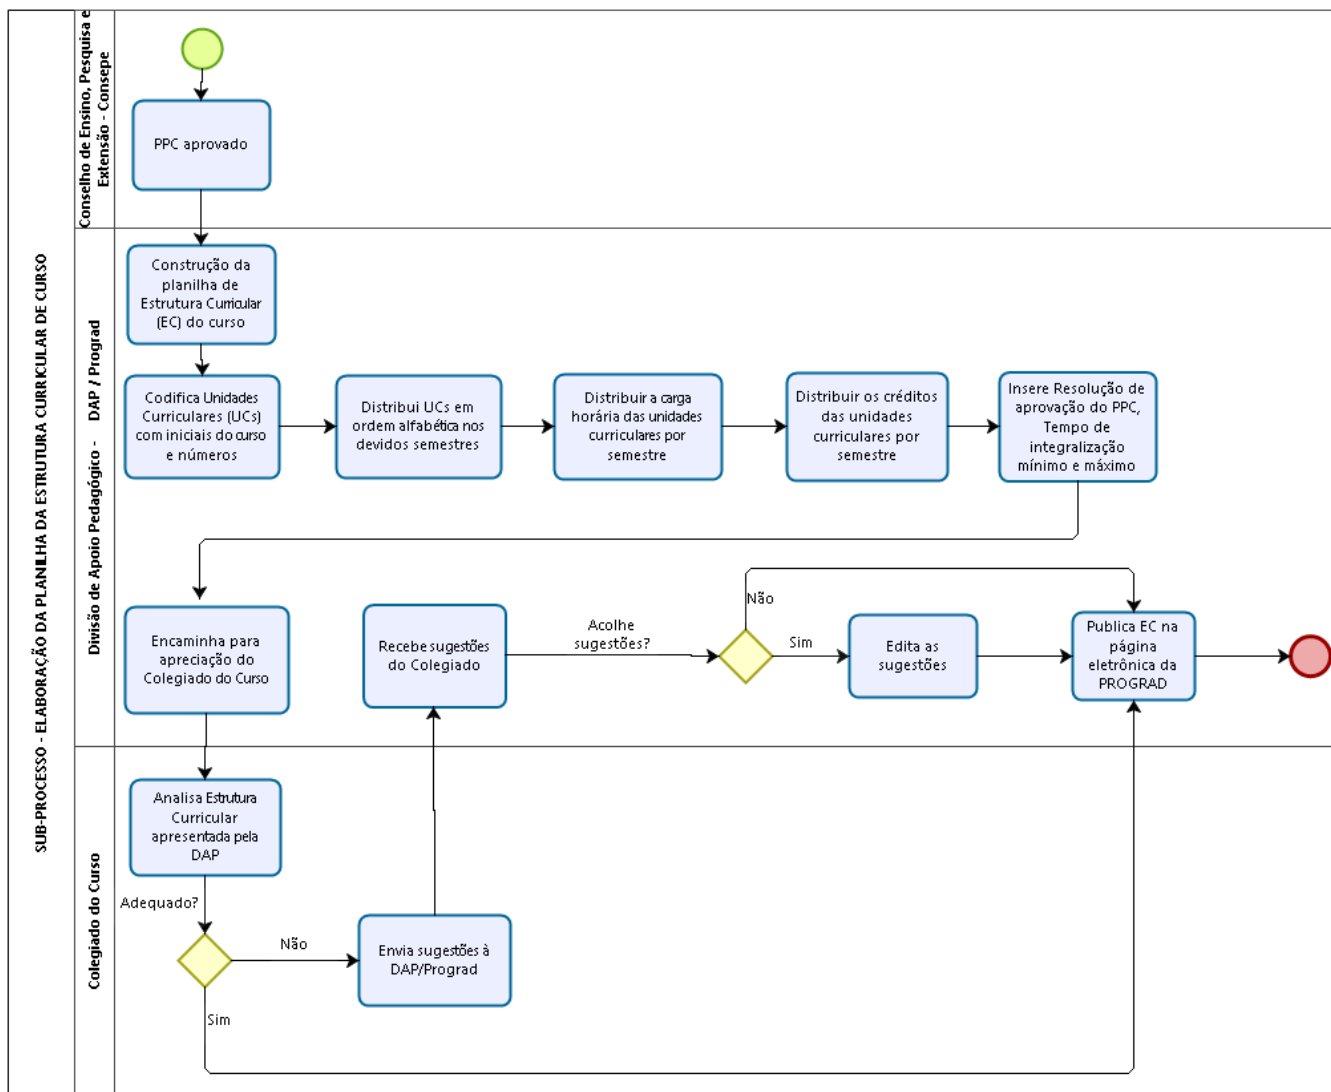 SUB-PROCESSO - ELABORAÇÃO DA PLANILHA DA ESTRUTURA CURRICULAR DE CURSO
Conselho de Ensino, Pesquisa e
Extensão - Consepe
PPC aprovado
Divisão de Apoio Pedagógico - DAP / Prograd
Construção da
planilha de
Estrutura Curricular
(EC) do curso
Codifica Unidades
Curriculares (UCs)
com iniciais do curso
e números
Distribui UCs em
ordem alfabética nos
devidos semestres
Distribuir a carga
horária das unidades
curriculares por
semestre
Distribuir os créditos
das unidades
curriculares por
semestre
Insere Resolução de
aprovação do PPC,
Tempo de
integralização
mínimo e máximo
Encaminha para
apreciação do
Colegiado do Curso
Recebe sugestões
do Colegiado
Acolhe
sugestões?
Não
Sim
Edita as
sugestões
Publica EC na
página
eletrônica da
PROGRAD
Colegiado do Curso
Analisa Estrutura
Curricular
apresentada pela
DAP
Adequado?
Não
Envia sugestões à
DAP/Prograd
Sim